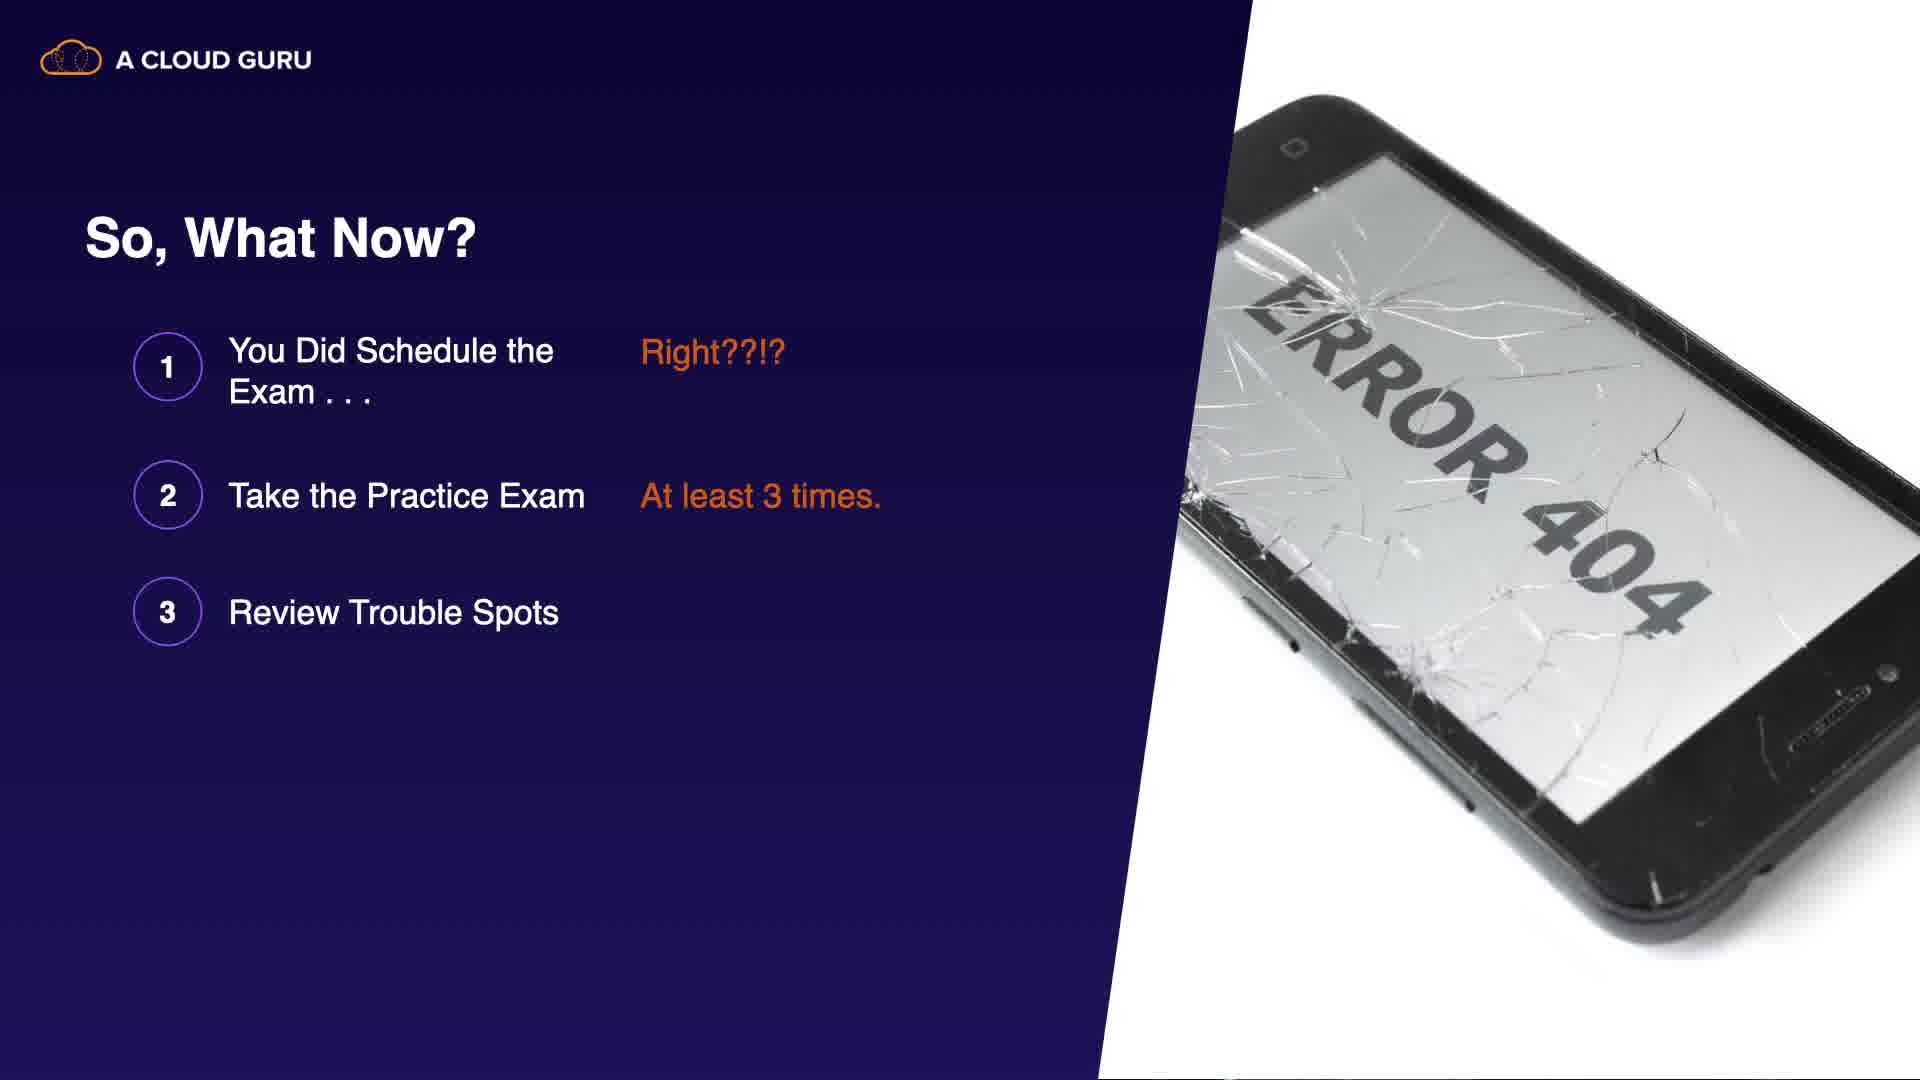 A CLOUD GURU
So, What Now?
1
You Did Schedule the
Exam . . .
Right??!?
2
Take the Practice Exam
At least 3 times.
3
Review Trouble Spots
ERROR 404